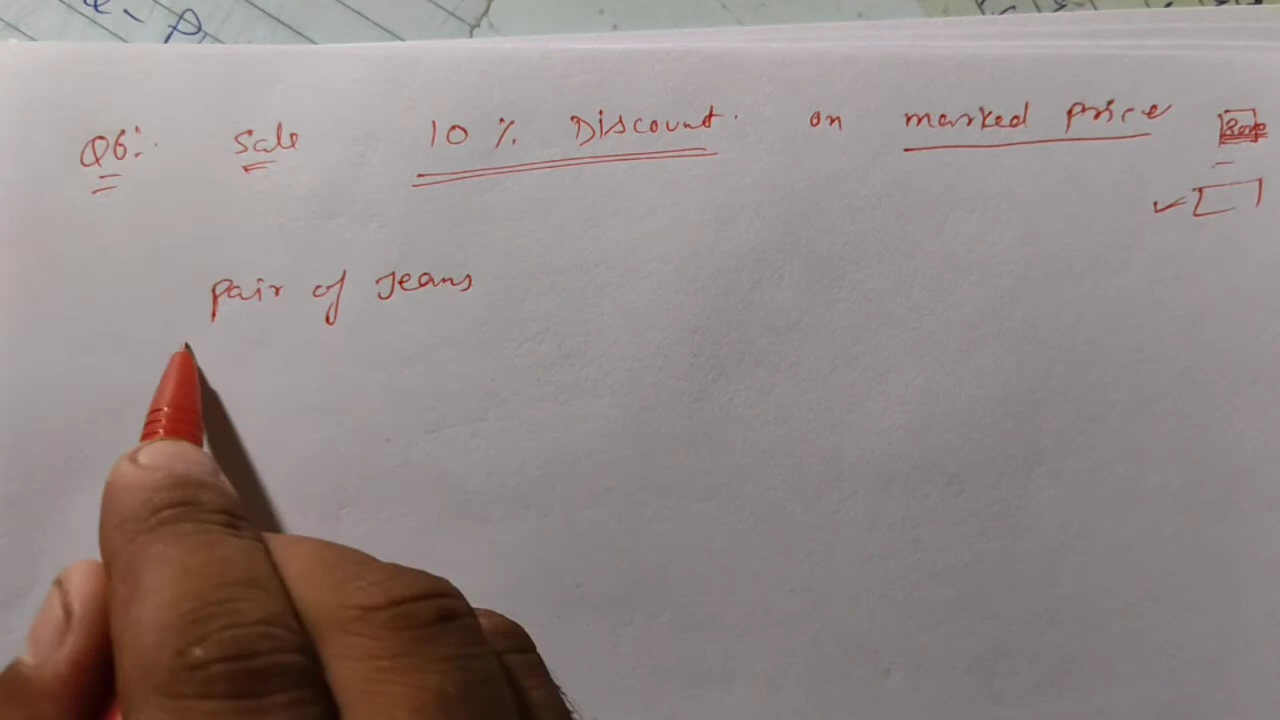 Q6:. Sale 10 % Discount. on marked price
pair of Jeans